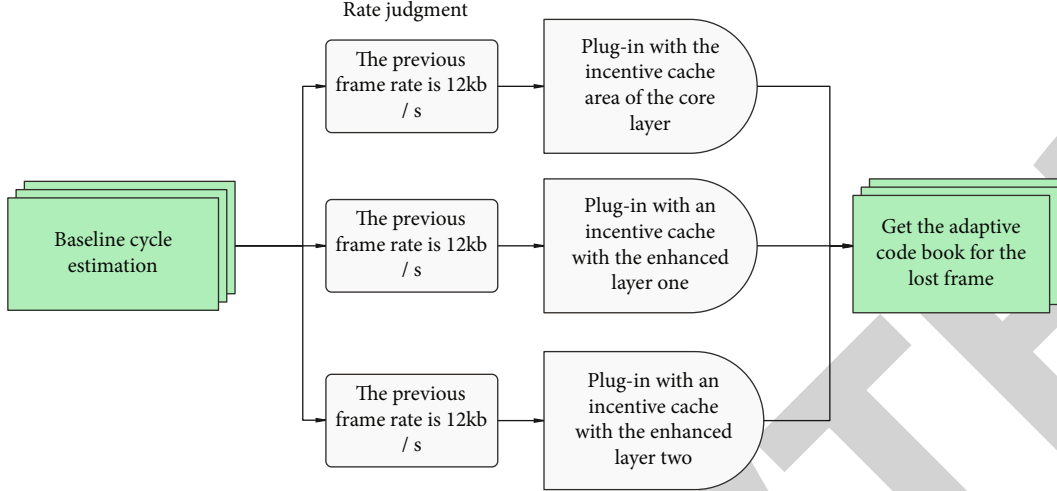 Rate judgment
The previous
frame rate is 12kb
/ s
Plug-in with the
incentive cache
area of the core
layer
Baseline cycle
estimation
The previous
frame rate is 12kb
/ s
Plug-in with an
incentive cache
with the enhanced
layer one
Get the adaptive
code book for the
lost frame
The previous
frame rate is 12kb
/ s
Plug-in with an
incentive cache
with the enhanced
layer two